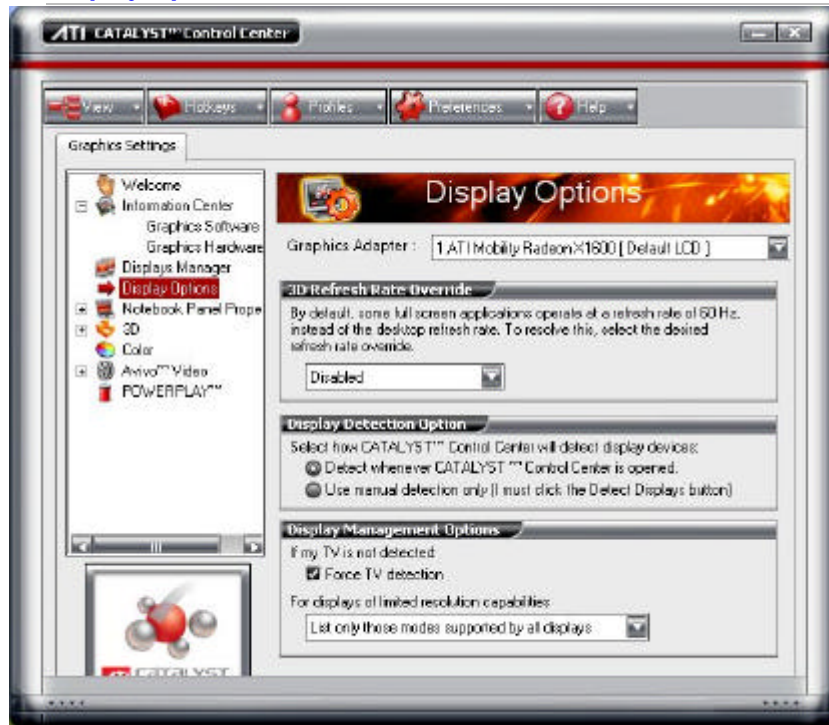 ATI CATALYST™ Control Center
View
Hotkeys
Profiles
Preferences
Help
Graphics Settings
Welcome
Information Center
Graphics Software
Graphics Hardware
Displays Manager
Display Options
Notebook Panel Prope
3D
Color
Avivo™ Video
POWERPLAY™
Display Options
Graphics Adapter :
1.ATI Mobility Radeon X1600 [ Default LCD ]
3D Refresh Rate Override
By default, some full screen applications operate at a refresh rate of 60 Hz,
instead of the desktop refresh rate. To resolve this, select the desired
refresh rate override.
Disabled
Display Detection Option
Select how CATALYST™ Control Center will detect display devices:
Detect whenever CATALYST™ Control Center is opened.
Use manual detection only (I must click the Detect Displays button)
Display Management Options
If my TV is not detected
Force TV detection
For displays of limited resolution capabilities
List only those modes supported by all displays
ATI CATALYST